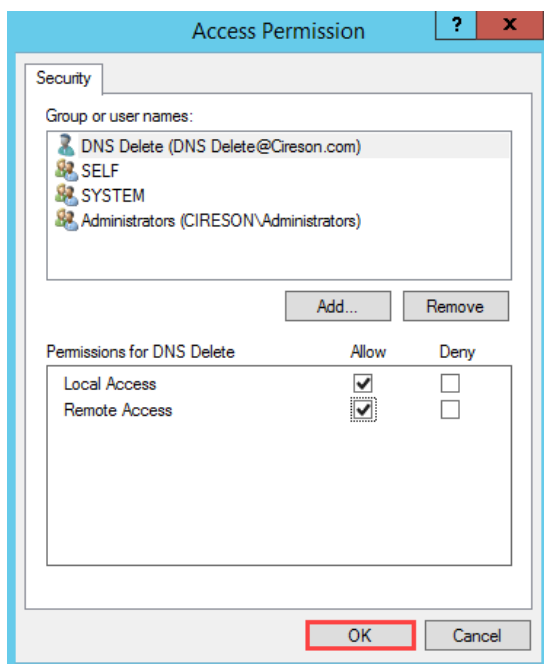 Access Permission
? x
Security
Group or user names:
DNS Delete (DNS Delete@Cireson.com)
SELF
SYSTEM
Administrators (CIRESON\Administrators)
Add... Remove
Permissions for DNS Delete Allow Deny
Local Access
Remote Access
OK Cancel